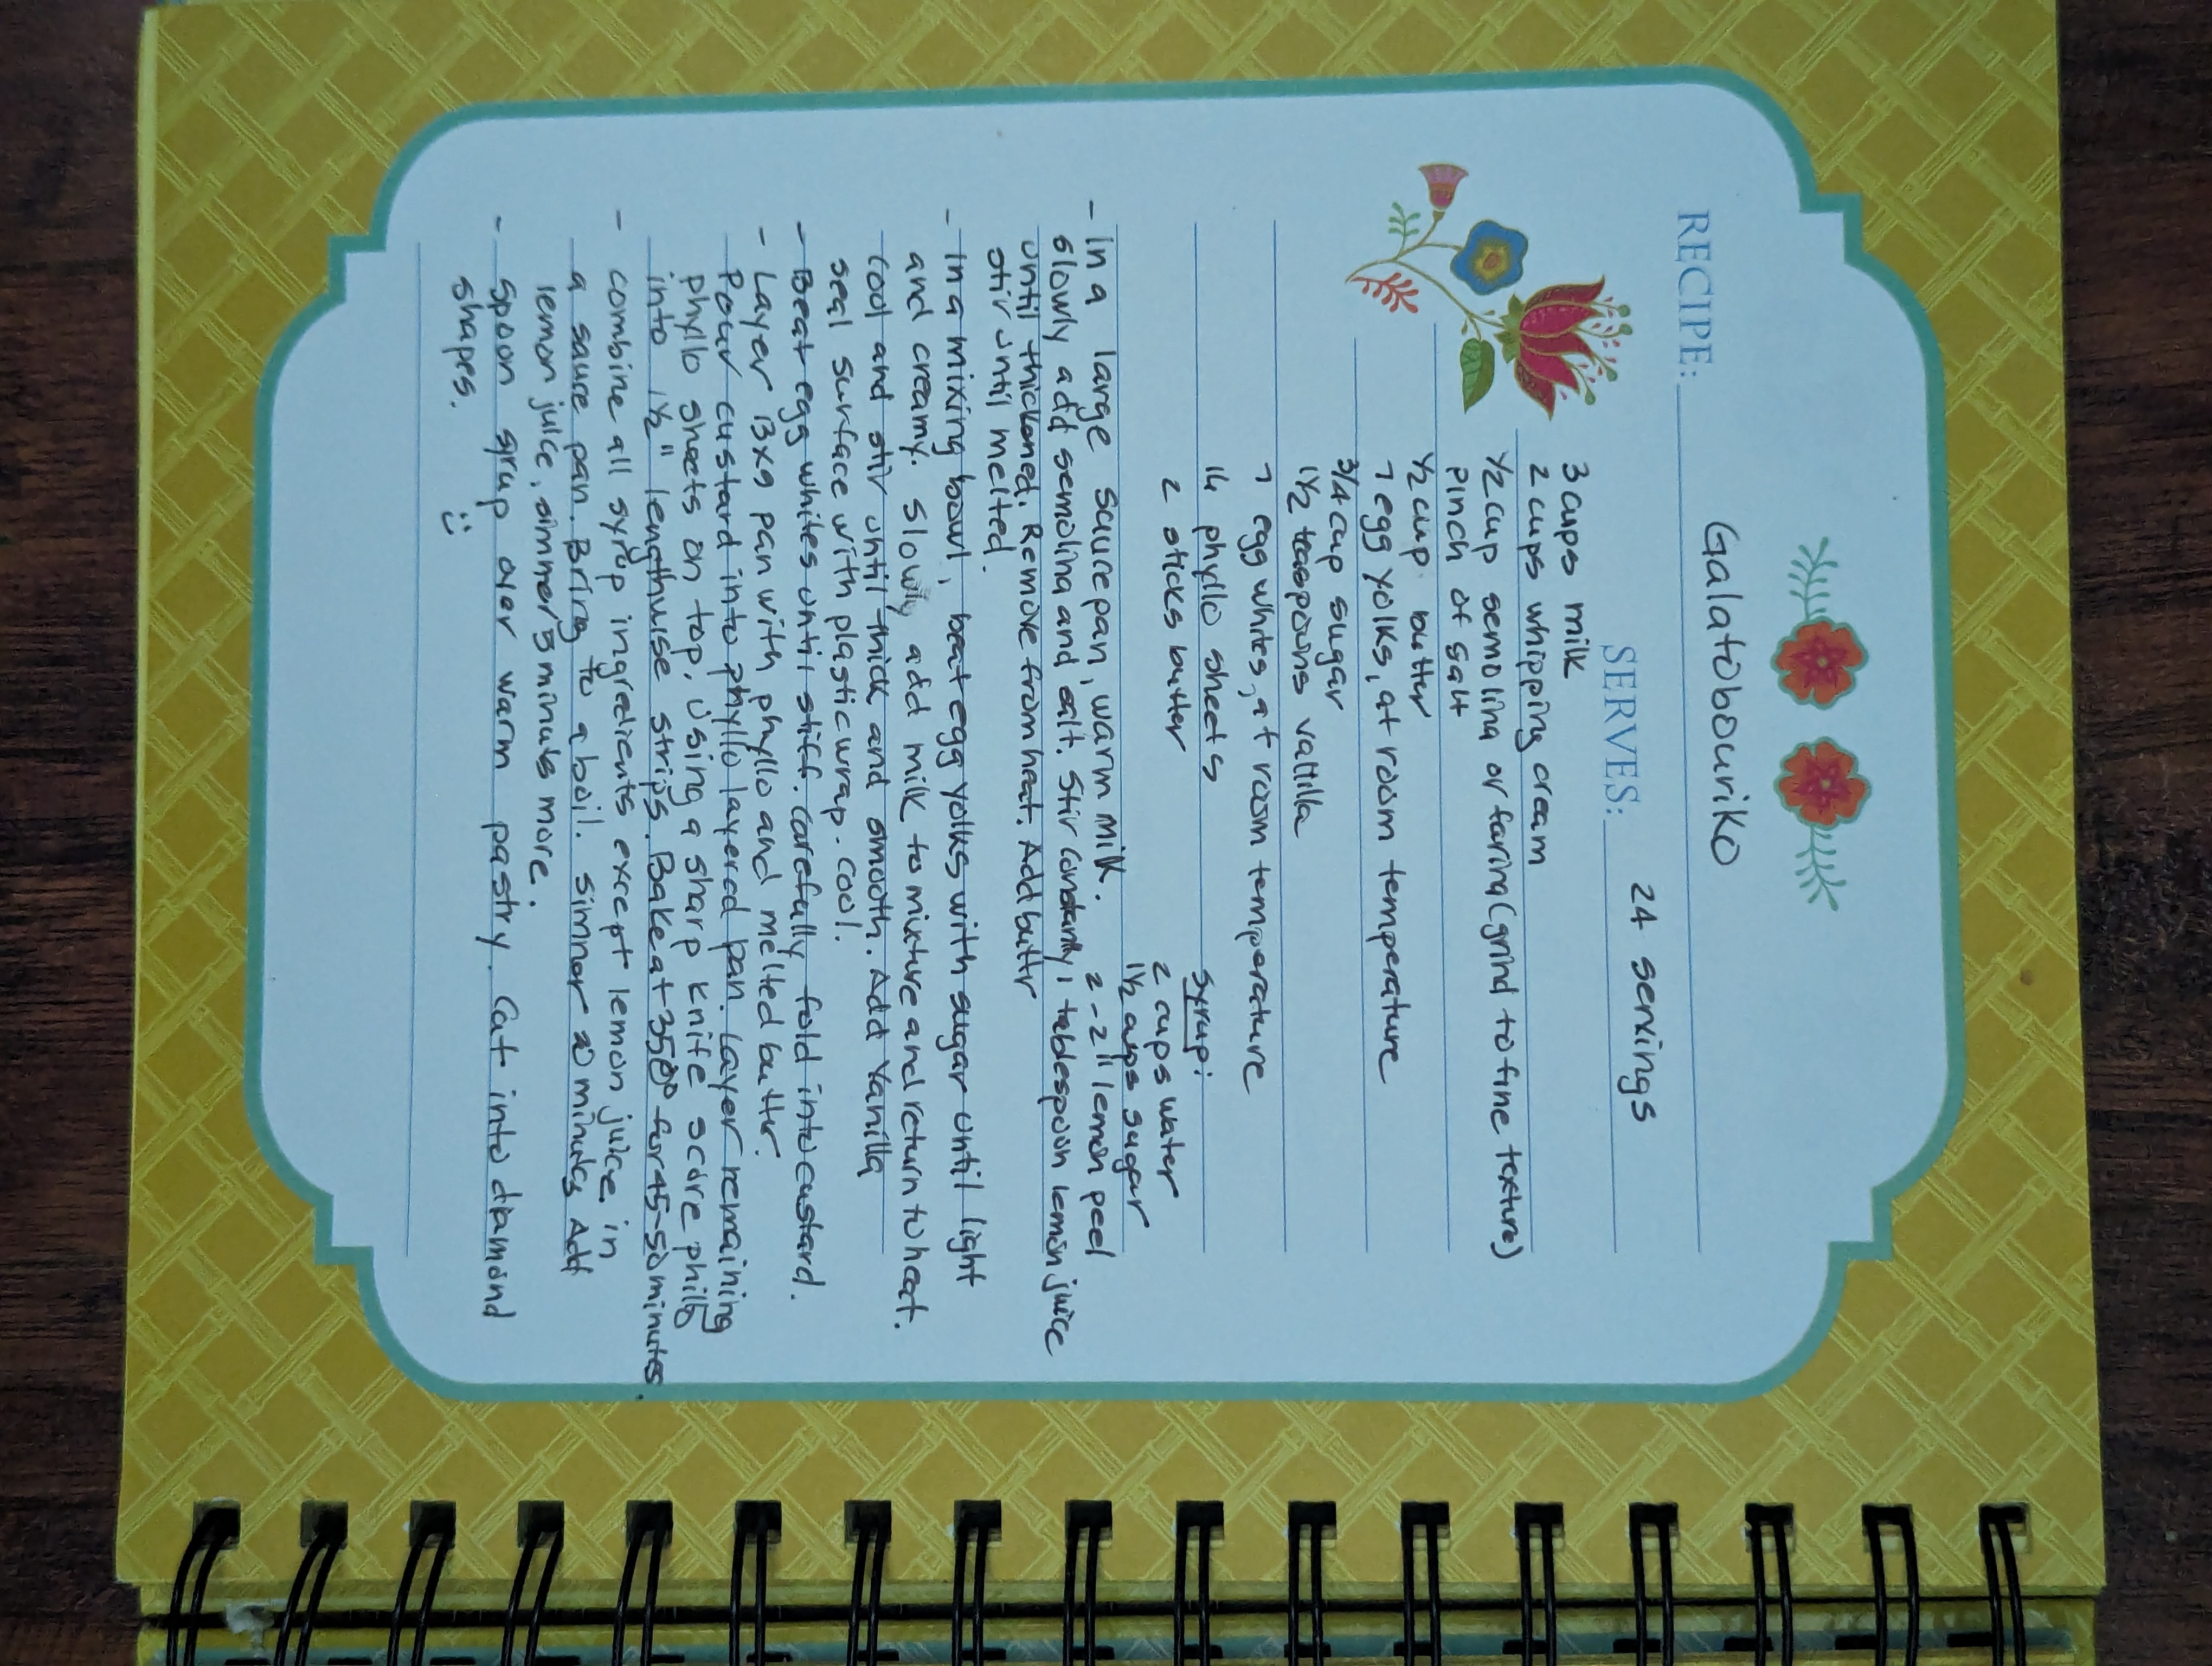 RECIPE: Galatobouriko
SERVES: 24 servings
3 cups milk
2 cups whipping cream
1/2 cup semolina or farina (grind to fine texture)
pinch of salt
1/2 cup butter
7 egg yolks, at room temperature
3/4 cup sugar
1 1/2 teaspoons vanilla
7 egg whites, at room temperature
14 phyllo sheets
2 sticks butter
Syrup:
2 cups water
1 1/2 cups sugar
2 - 2" lemon peel
1 tablespoon lemon juice
- In a large sauce pan, warm milk.
slowly add semolina and salt. Stir constantly
until thickened. Remove from heat. Add buttr
stir until melted.
- In a mixing bowl, beat egg yolks with sugar until light
and creamy. Slowly add milk to mixture and return to heat.
Cool and stir until thick and smooth. Add Vanilla
seal surface with plastic wrap. Cool.
- Beat egg whites until stiff. Carefully fold into custard.
- Layer 13x9 pan with phyllo and melted buttr.
Pour custard into phyllo layered pan. Layer remaining
phyllo sheets on top, using a sharp knife score phillo
into 1 1/2" lengthwise strips. Bake at 350° for 45-50 minutes.
- Combine all syrup ingredients except lemon juice in
a sauce pan. Bring to a boil. simmer 20 minutes Add
lemon juice, simmer 3 minutes more.
- Spoon syrup over warm pastry. Cut into diamond
shapes. :)